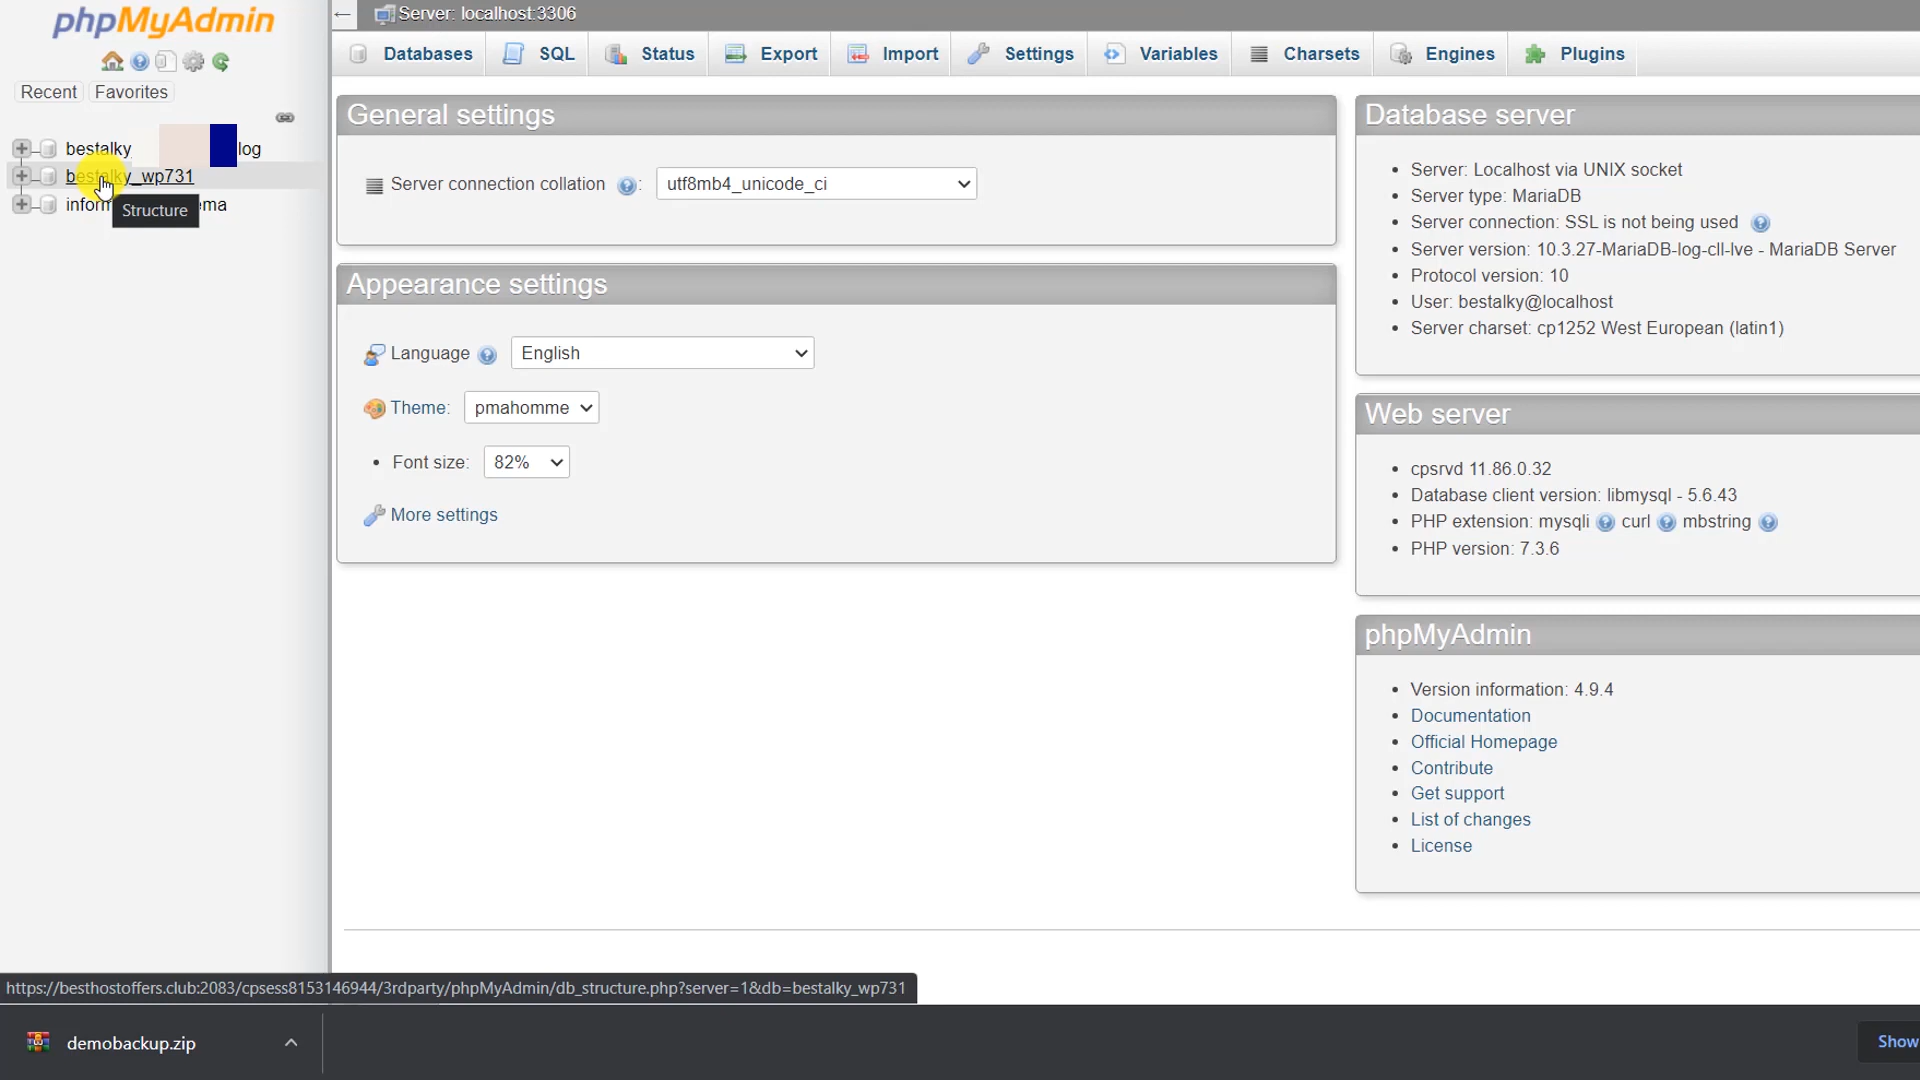 phpMyAdmin
Recent Favorites
bestalky log
bestalky_wp731
inform ema
Structure
Server: localhost:3306
Databases SQL Status Export Import Settings Variables Charsets Engines Plugins
General settings
Server connection collation : utf8mb4_unicode_ci
Appearance settings
Language English
Theme: pmahomme
• Font size: 82%
More settings
Database server
• Server: Localhost via UNIX socket
• Server type: MariaDB
• Server connection: SSL is not being used
• Server version: 10.3.27-MariaDB-log-cll-lve - MariaDB Server
• Protocol version: 10
• User: bestalky@localhost
• Server charset: cp1252 West European (latin1)
Web server
• cpsrvd 11.86.0.32
• Database client version: libmysql - 5.6.43
• PHP extension: mysqli curl mbstring
• PHP version: 7.3.6
phpMyAdmin
• Version information: 4.9.4
• Documentation
• Official Homepage
• Contribute
• Get support
• List of changes
• License
https://besthostoffers.club:2083/cpsess8153146944/3rdparty/phpMyAdmin/db_structure.php?server=1&db=bestalky_wp731
demobackup.zip
Show